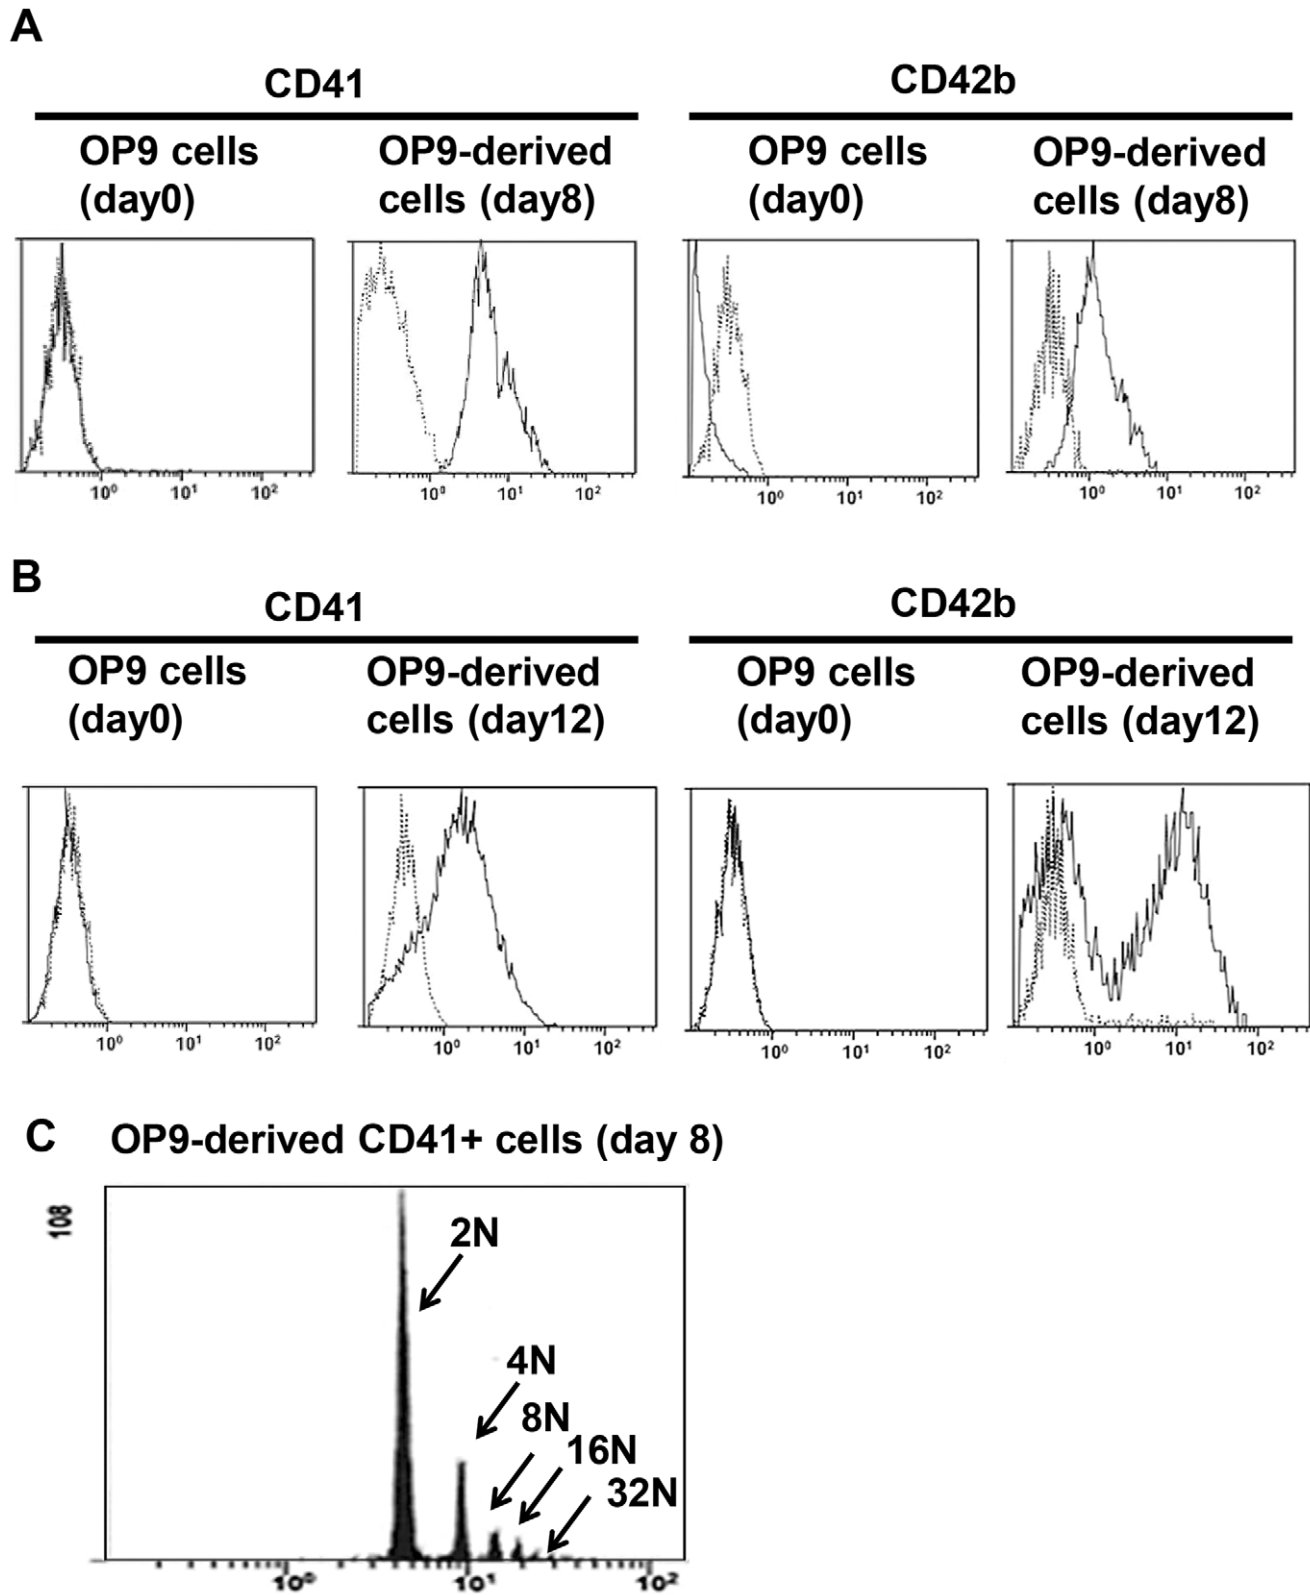 A
CD41
CD42b
OP9 cells
(day0)
OP9-derived
cells (day8)
OP9 cells
(day0)
OP9-derived
cells (day8)
10⁰ 10¹ 10²
10⁰ 10¹ 10²
10⁰ 10¹ 10²
10⁰ 10¹ 10²
B
CD41
CD42b
OP9 cells
(day0)
OP9-derived
cells (day12)
OP9 cells
(day0)
OP9-derived
cells (day12)
10⁰ 10¹ 10²
10⁰ 10¹ 10²
10⁰ 10¹ 10²
10⁰ 10¹ 10²
C OP9-derived CD41+ cells (day 8)
108
2N
4N
8N
16N
32N
10⁰ 10¹ 10²